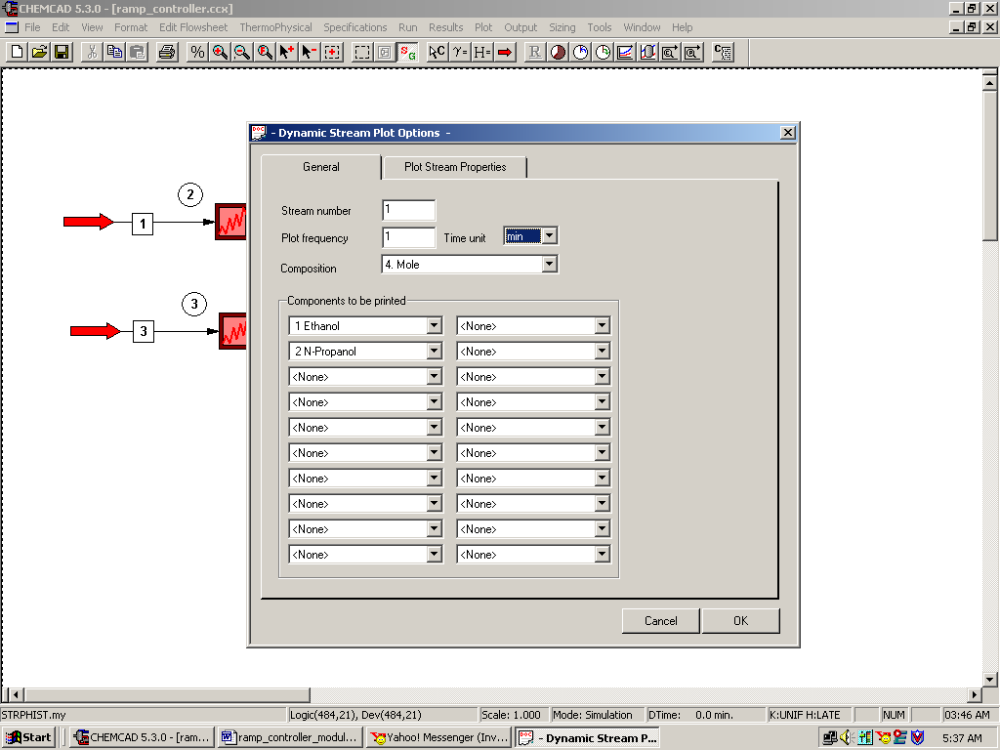 CHEMCAD 5.3.0 - [ramp_controller.ccx]
File Edit View Format Edit Flowsheet ThermoPhysical Specifications Run Results Plot Output Sizing Tools Window Help
% S G C γ= H= R C
- Dynamic Stream Plot Options -
General Plot Stream Properties
Stream number 1
Plot frequency 1 Time unit min
Composition 4. Mole
Components to be printed
1 Ethanol <None>
2 N-Propanol <None>
<None> <None>
<None> <None>
<None> <None>
<None> <None>
<None> <None>
<None> <None>
<None> <None>
<None> <None>
Cancel OK
2
1
3
3
STRPHIST.my Logic(484,21), Dev(484,21) Scale: 1.000 Mode: Simulation DTime: 0.0 min. K:UNIF H:LATE NUM 03:46 AM
Start CHEMCAD 5.3.0 - [ram... ramp_controller_modul... Yahoo! Messenger (Inv... - Dynamic Stream P... 5:37 AM